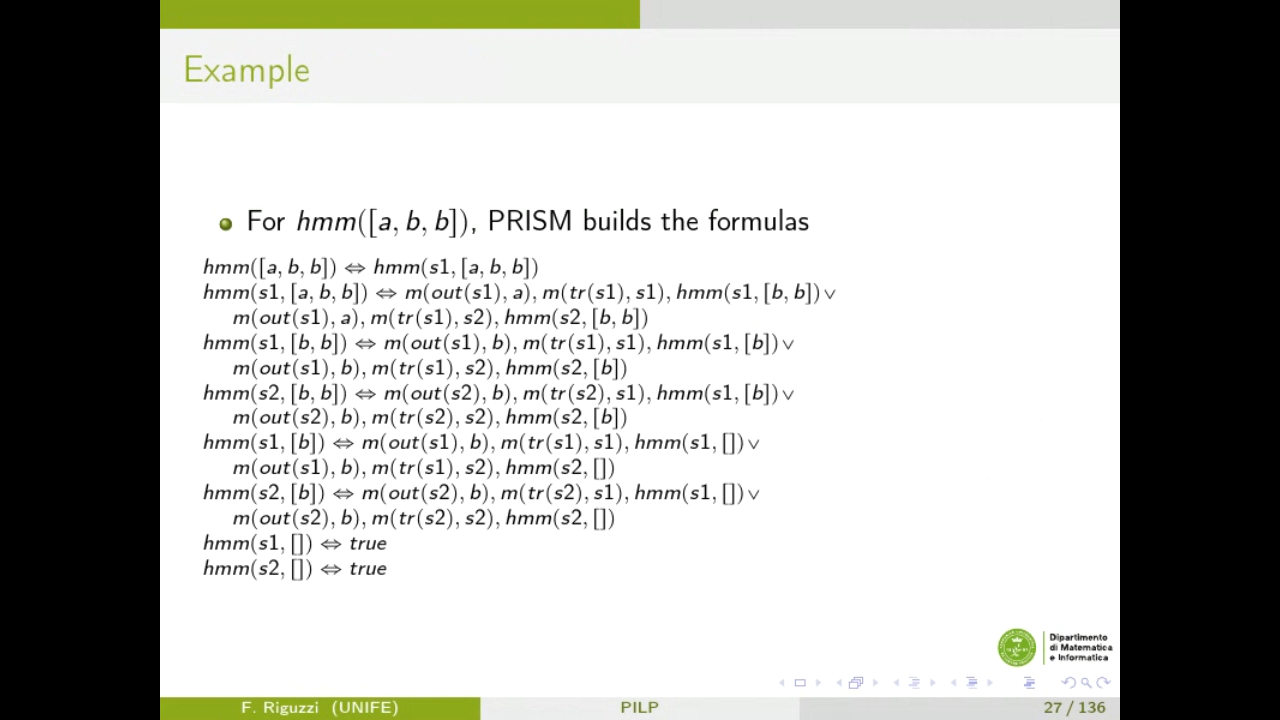 Example
For hmm([a, b, b]), PRISM builds the formulas
hmm([a, b, b]) ⇔ hmm(s1, [a, b, b])
hmm(s1, [a, b, b]) ⇔ m(out(s1), a), m(tr(s1), s1), hmm(s1, [b, b])∨
m(out(s1), a), m(tr(s1), s2), hmm(s2, [b, b])
hmm(s1, [b, b]) ⇔ m(out(s1), b), m(tr(s1), s1), hmm(s1, [b])∨
m(out(s1), b), m(tr(s1), s2), hmm(s2, [b])
hmm(s2, [b, b]) ⇔ m(out(s2), b), m(tr(s2), s1), hmm(s1, [b])∨
m(out(s2), b), m(tr(s2), s2), hmm(s2, [b])
hmm(s1, [b]) ⇔ m(out(s1), b), m(tr(s1), s1), hmm(s1, [])∨
m(out(s1), b), m(tr(s1), s2), hmm(s2, [])
hmm(s2, [b]) ⇔ m(out(s2), b), m(tr(s2), s1), hmm(s1, [])∨
m(out(s2), b), m(tr(s2), s2), hmm(s2, [])
hmm(s1, []) ⇔ true
hmm(s2, []) ⇔ true
Dipartimento
di Matematica
e Informatica
F. Riguzzi (UNIFE) PILP 27 / 136